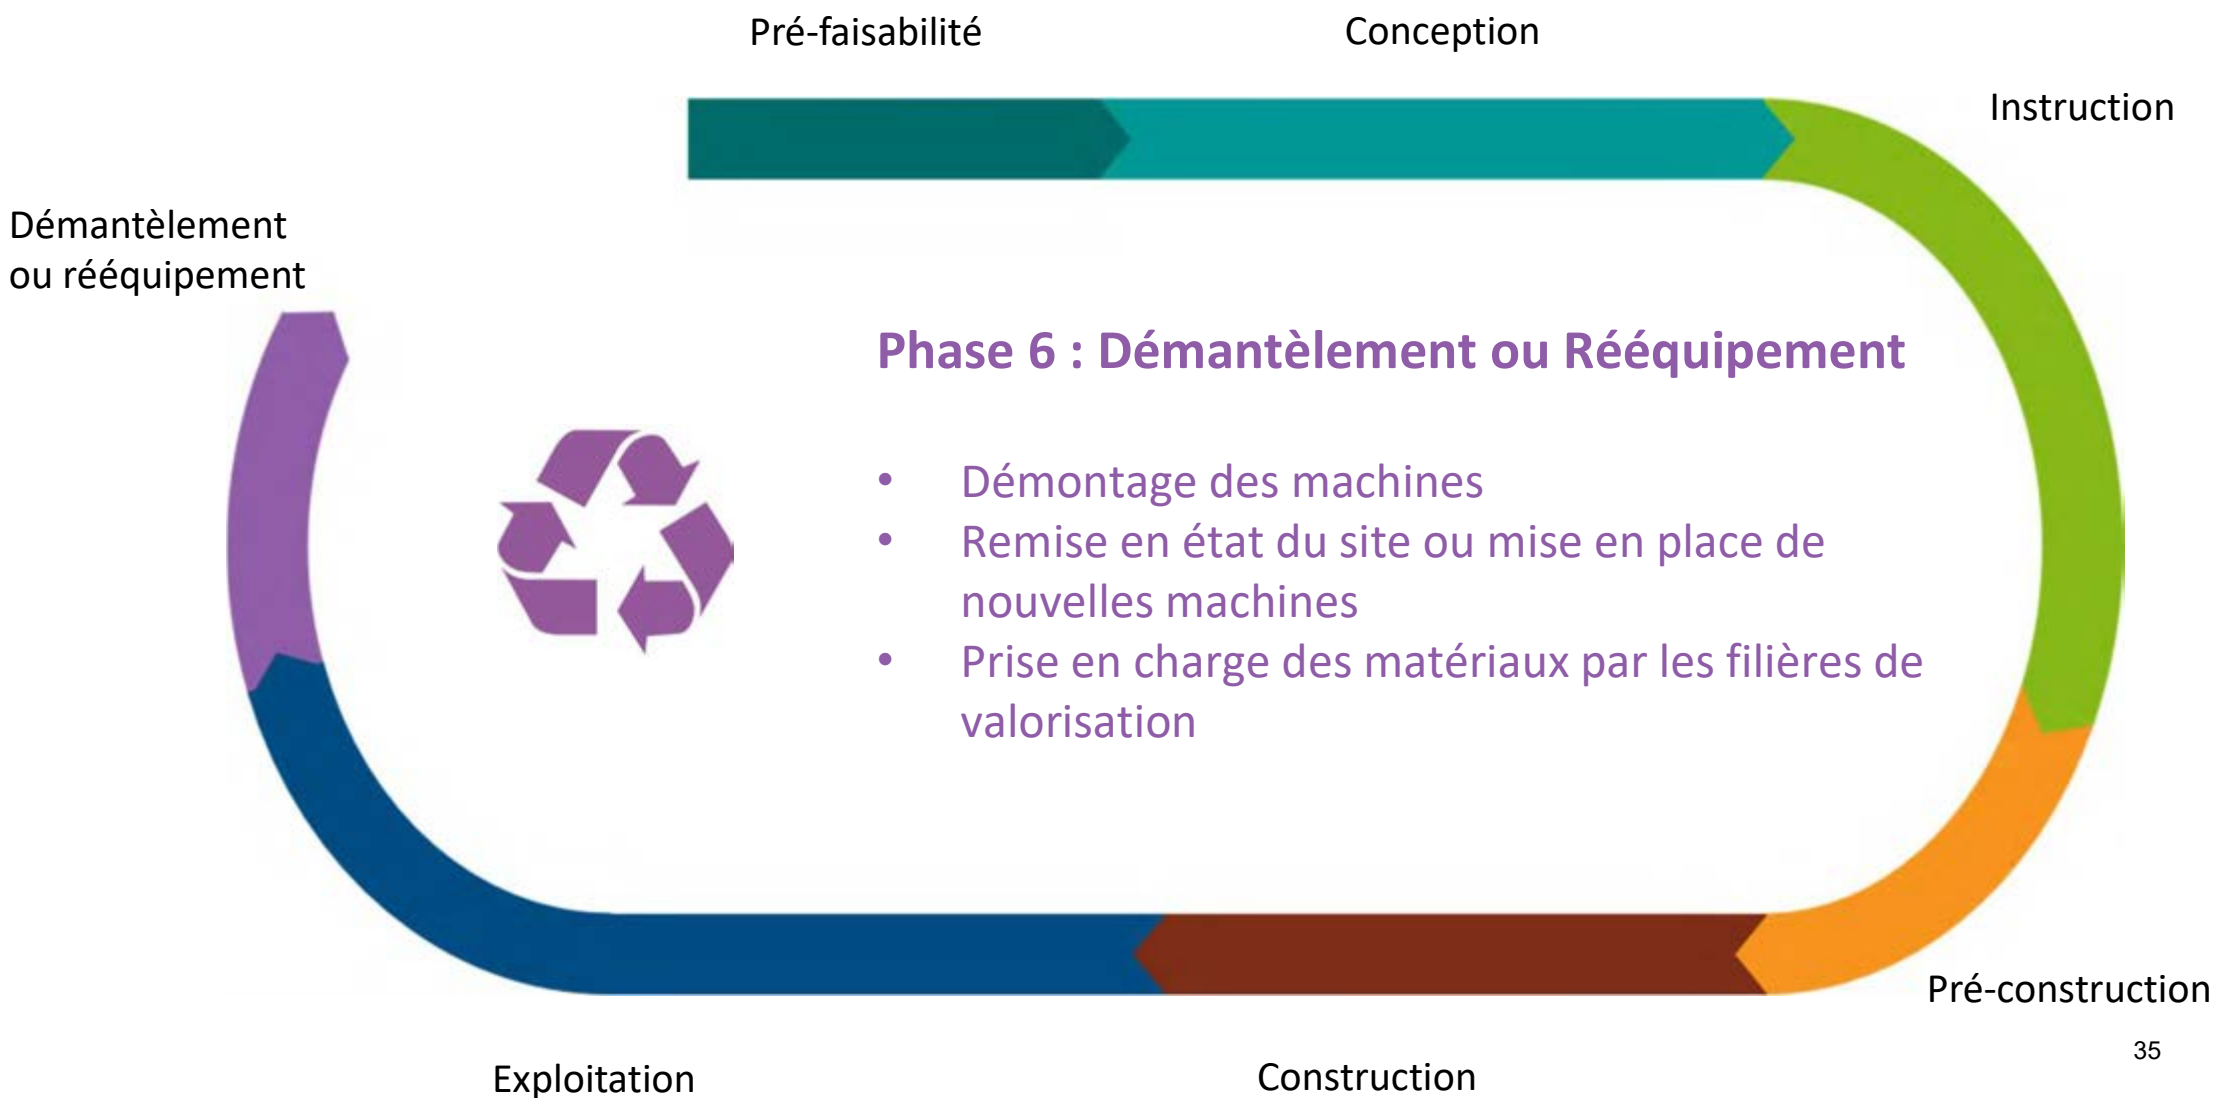 Pré-faisabilité
Conception
Instruction
Démantèlement
ou rééquipement
Phase 6 : Démantèlement ou Rééquipement
• Démontage des machines
• Remise en état du site ou mise en place de
nouvelles machines
• Prise en charge des matériaux par les filières de
valorisation
Pré-construction
35
Exploitation
Construction